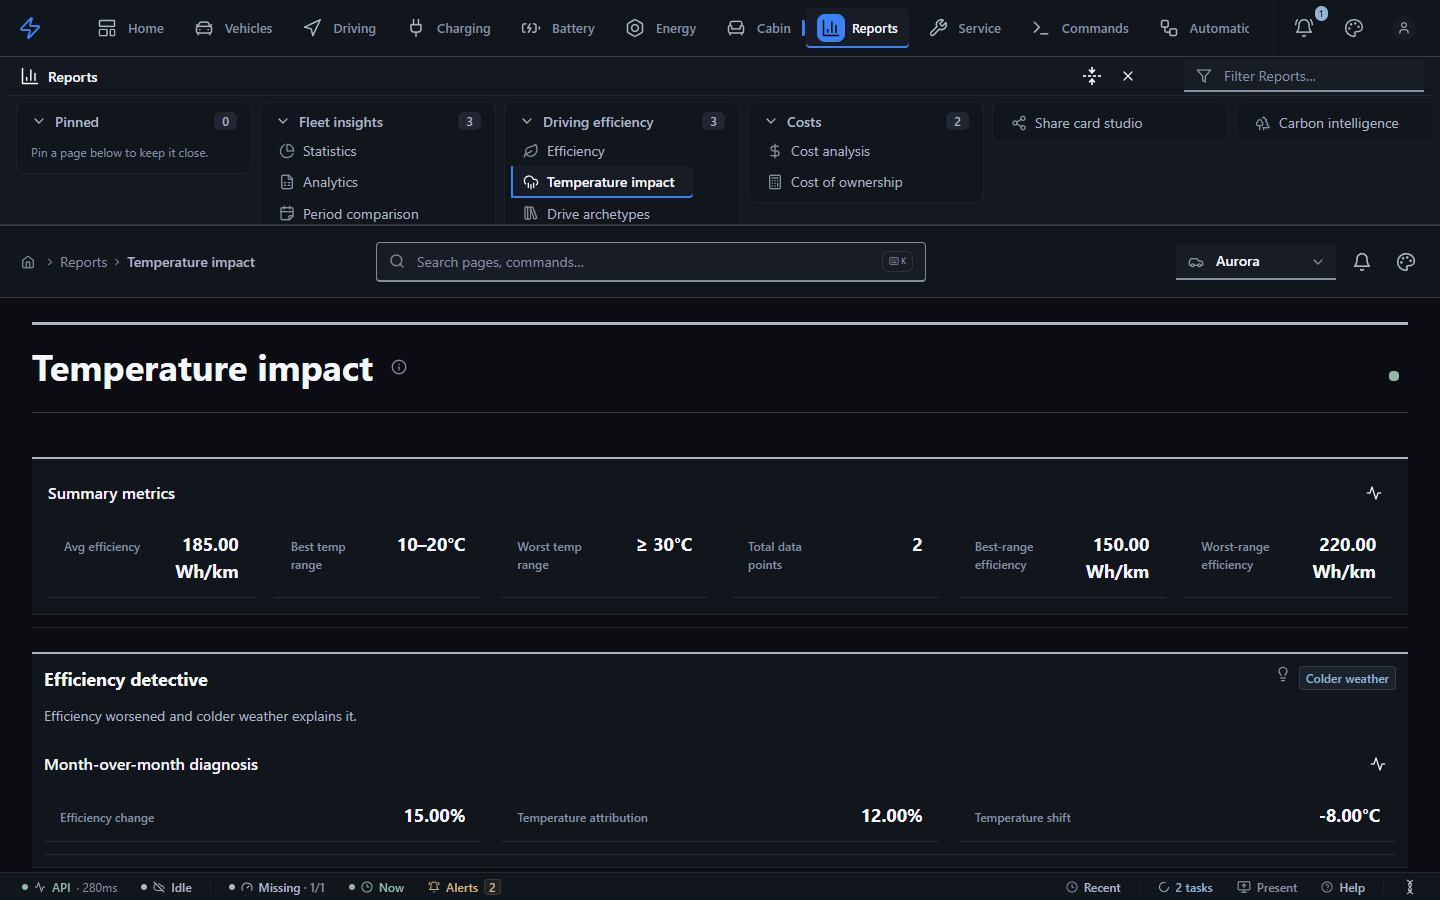 Home
Vehicles
Driving
Charging
Battery
Energy
Cabin
Reports
Service
Commands
Automatic
1
Reports
Filter Reports...
Pinned
0
Pin a page below to keep it close.
Fleet insights
3
Statistics
Analytics
Period comparison
Driving efficiency
3
Efficiency
Temperature impact
Drive archetypes
Costs
2
Cost analysis
Cost of ownership
Share card studio
Carbon intelligence
Reports
Temperature impact
Search pages, commands...
K
Aurora
Temperature impact
Summary metrics
Avg efficiency
185.00
Wh/km
Best temp
range
10–20°C
Worst temp
range
≥ 30°C
Total data
points
2
Best-range
efficiency
150.00
Wh/km
Worst-range
efficiency
220.00
Wh/km
Efficiency detective
Colder weather
Efficiency worsened and colder weather explains it.
Month-over-month diagnosis
Efficiency change
15.00%
Temperature attribution
12.00%
Temperature shift
-8.00°C
API · 280ms
Idle
Missing · 1/1
Now
Alerts 2
Recent
2 tasks
Present
Help